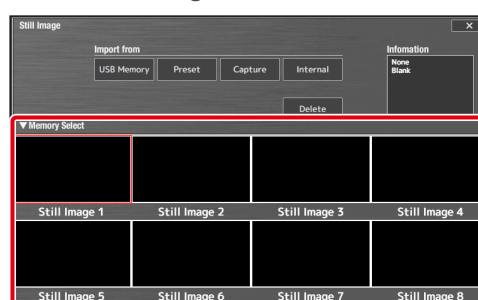 Still Image
Import from
Infomation
USB Memory Preset Capture Internal
None
Blank
Delete
▼Memory Select
Still Image 1 Still Image 2 Still Image 3 Still Image 4
Still Image 5 Still Image 6 Still Image 7 Still Image 8